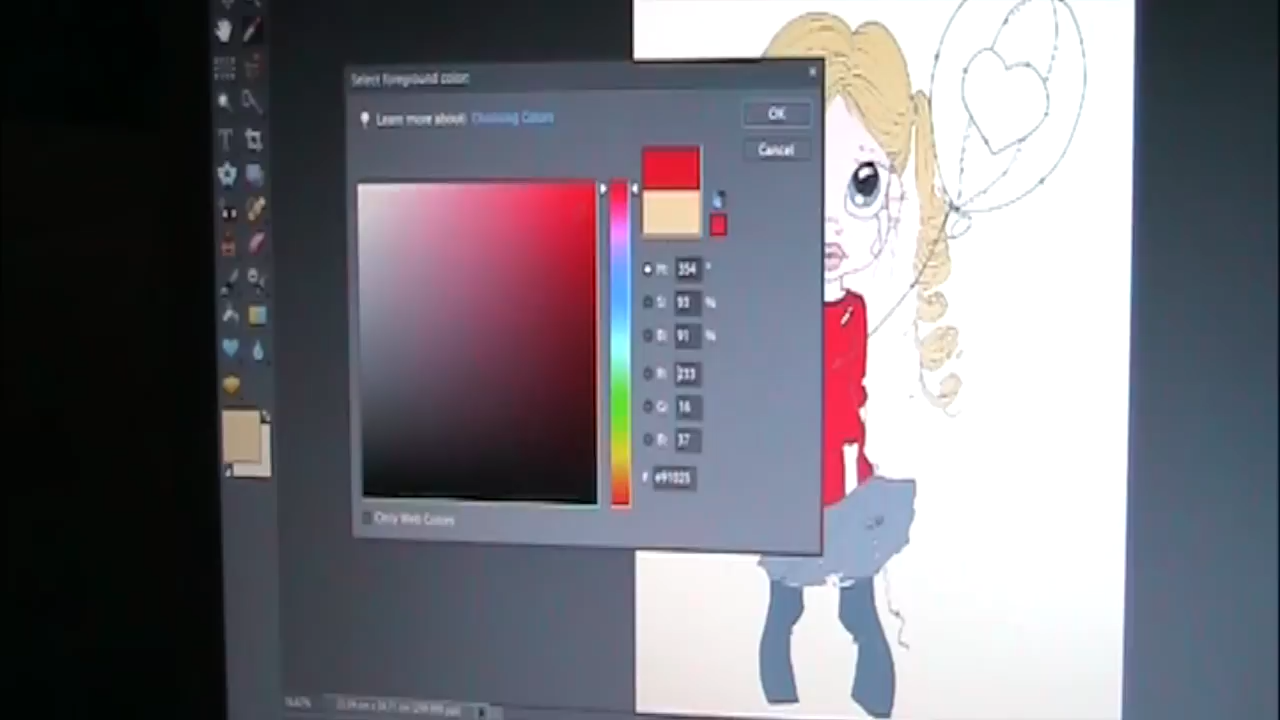 Select foreground color:
Learn more about: Choosing Colors
OK
Cancel
H: 354 °
S: 93 %
B: 91 %
R: 233
G: 16
B: 37
# e91025
Only Web Colors